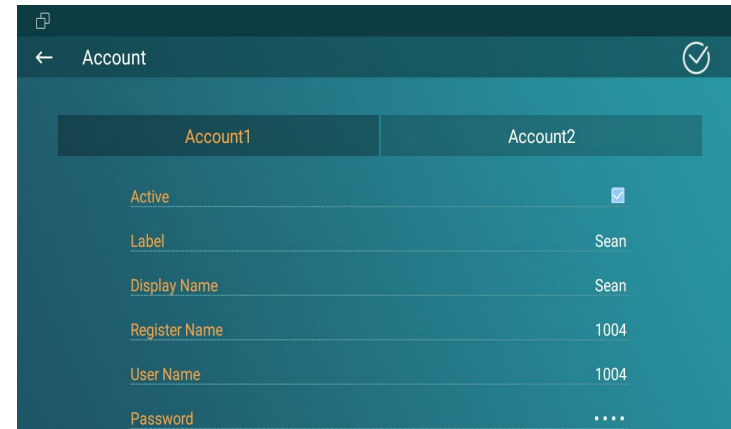 Account
Account1 Account2
Active
Label Sean
Display Name Sean
Register Name 1004
User Name 1004
Password ••••